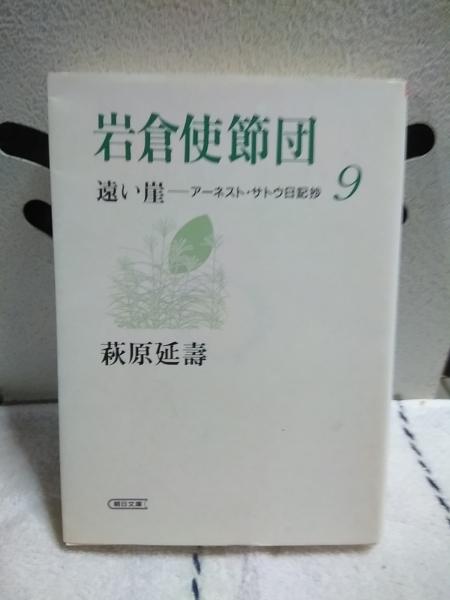 岩倉使節団
遠い崖——アーネスト・サトウ日記抄 9
萩原延壽
朝日文庫